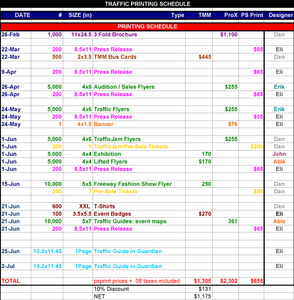 TRAFFIC PRINTING SCHEDULE
DATE # SIZE (in) Type TMM ProX PS Print Designer
PRINTING SCHEDULE
26-Feb 1,000 11x24.5 3 Fold Brochure $1,100 Dan
22-Mar 200 8.5x11 Press Release $65 Eli
22-Mar 500 2x3.5 TMM Bus Cards $445 Dan
9-Apr 200 8.5x11 Press Release $65 Eli
26-Apr 5,000 4x6 Audition / Sales Flyers $255 Erik
26-Apr 200 8.5x11 Press Release $65 Eli
24-May 5,000 4x6 Traffic Flyers $255 Erik
24-May 200 8.5x11 Press Release $35 Eli
24-May 1 4x1.5 Banner $76 Eli
1-Jun 5,000 4x6 TrafficJam Flyers $255 Dan
1-Jun 200 7 TrafficJam Pre-Sale Tickets $200 Dan
1-Jun 5,000 4x6 Exhibition 170 John
1-Jun 5,000 4x4 Lifted Flyers $170 Able
1-Jun 200 8.5x11 Press Release $65 Eli
15-Jun 10,000 5x5 Freeway Fashion Show Flyer 250 Dan
200 7 Pre-Sale Tickets Dan
21-Jun 600 XXL T-Shirts Dan
21-Jun 100 3.5x5.5 Event Badges $270 Eli
21-Jun 10,000 5x7 Traffic Guides: event maps 361 Able
21-Jun 200 8.5x11 Press Release $65 Eli
25-Jun 10.2x11.45 1Page Traffic Guide in Guardian Eli
2-Jul 10.2x11.45 1Page Traffic Guide in Guardian Eli
TOTAL psprint prices + .08 taxes included $1,305 $2,302 $655
10% Discount $131
NET $1,175